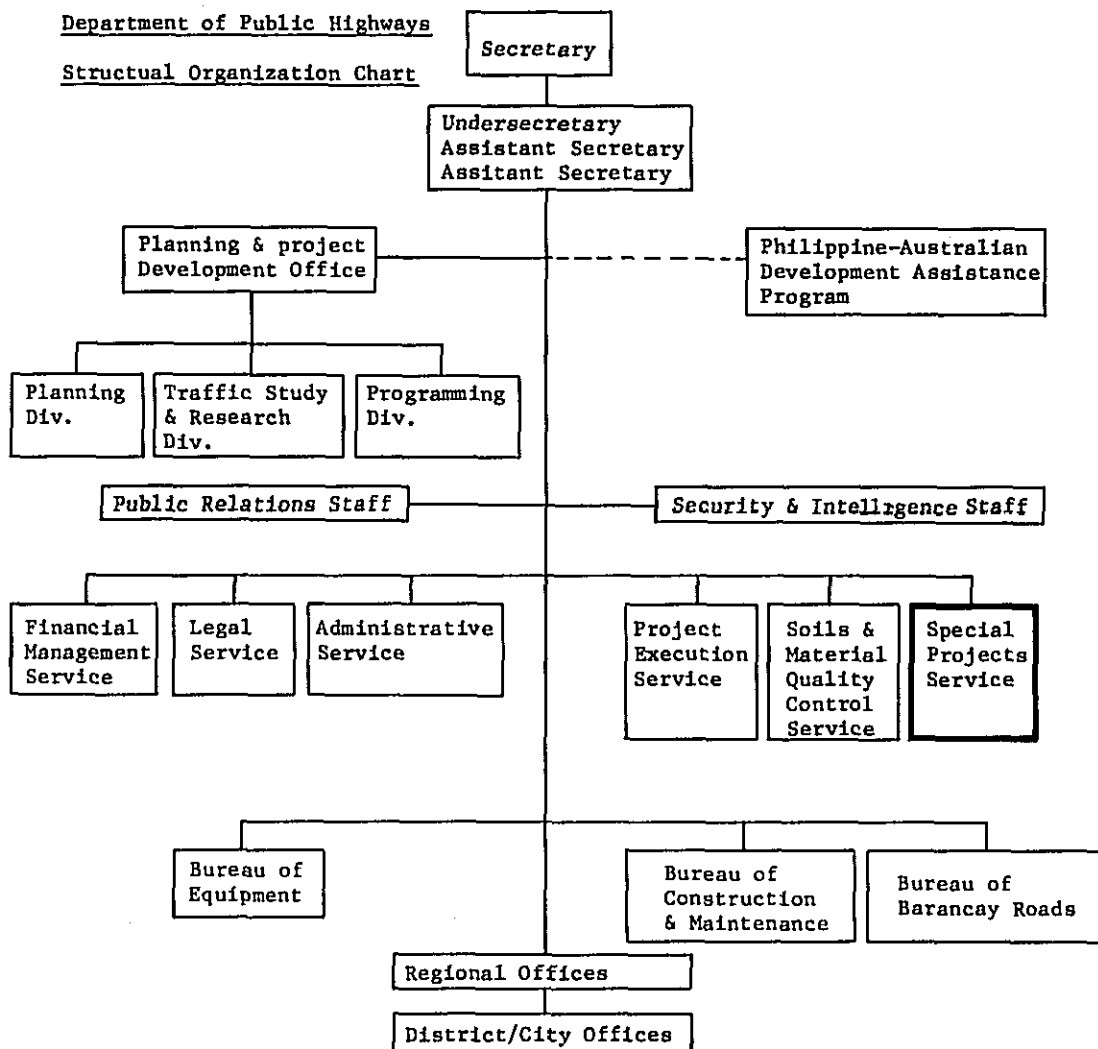 Department of Public Highways
Structual Organization Chart
Secretary
Undersecretary
Assistant Secretary
Assitant Secretary
Planning & project
Development Office
Philippine-Australian
Development Assistance
Program
Planning
Div.
Traffic Study
& Research
Div.
Programming
Div.
Public Relations Staff
Security & Intellıgence Staff
Financial
Management
Service
Legal
Service
Administrative
Service
Project
Execution
Service
Soils &
Material
Quality
Control
Service
Special
Projects
Service
Bureau of
Equipment
Bureau of
Construction
& Maintenance
Bureau of
Barancay Roads
Regional Offices
District/City Offices